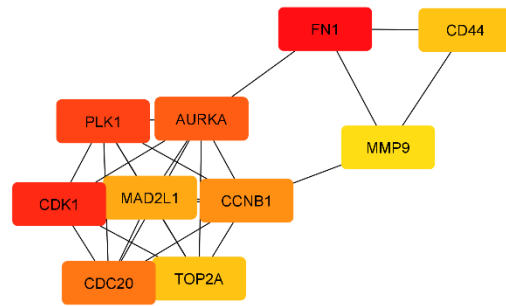 FN1
CD44
PLK1
AURKA
MMP9
CDK1
MAD2L1
CCNB1
CDC20
TOP2A